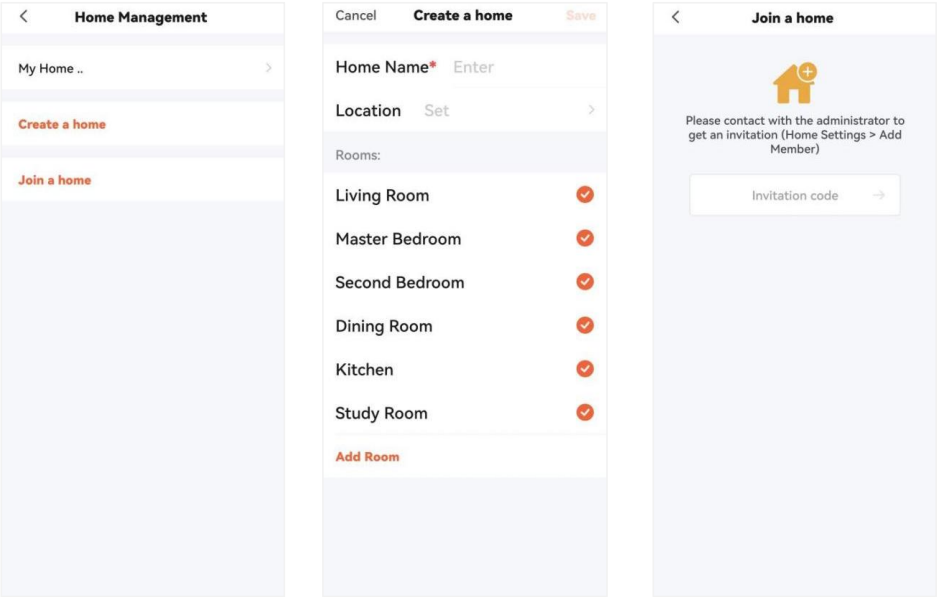 Home Management
My Home ..
Create a home
Join a home
Cancel Create a home Save
Home Name* Enter
Location Set
Rooms:
Living Room
Master Bedroom
Second Bedroom
Dining Room
Kitchen
Study Room
Add Room
Join a home
Please contact with the administrator to
get an invitation (Home Settings > Add
Member)
Invitation code